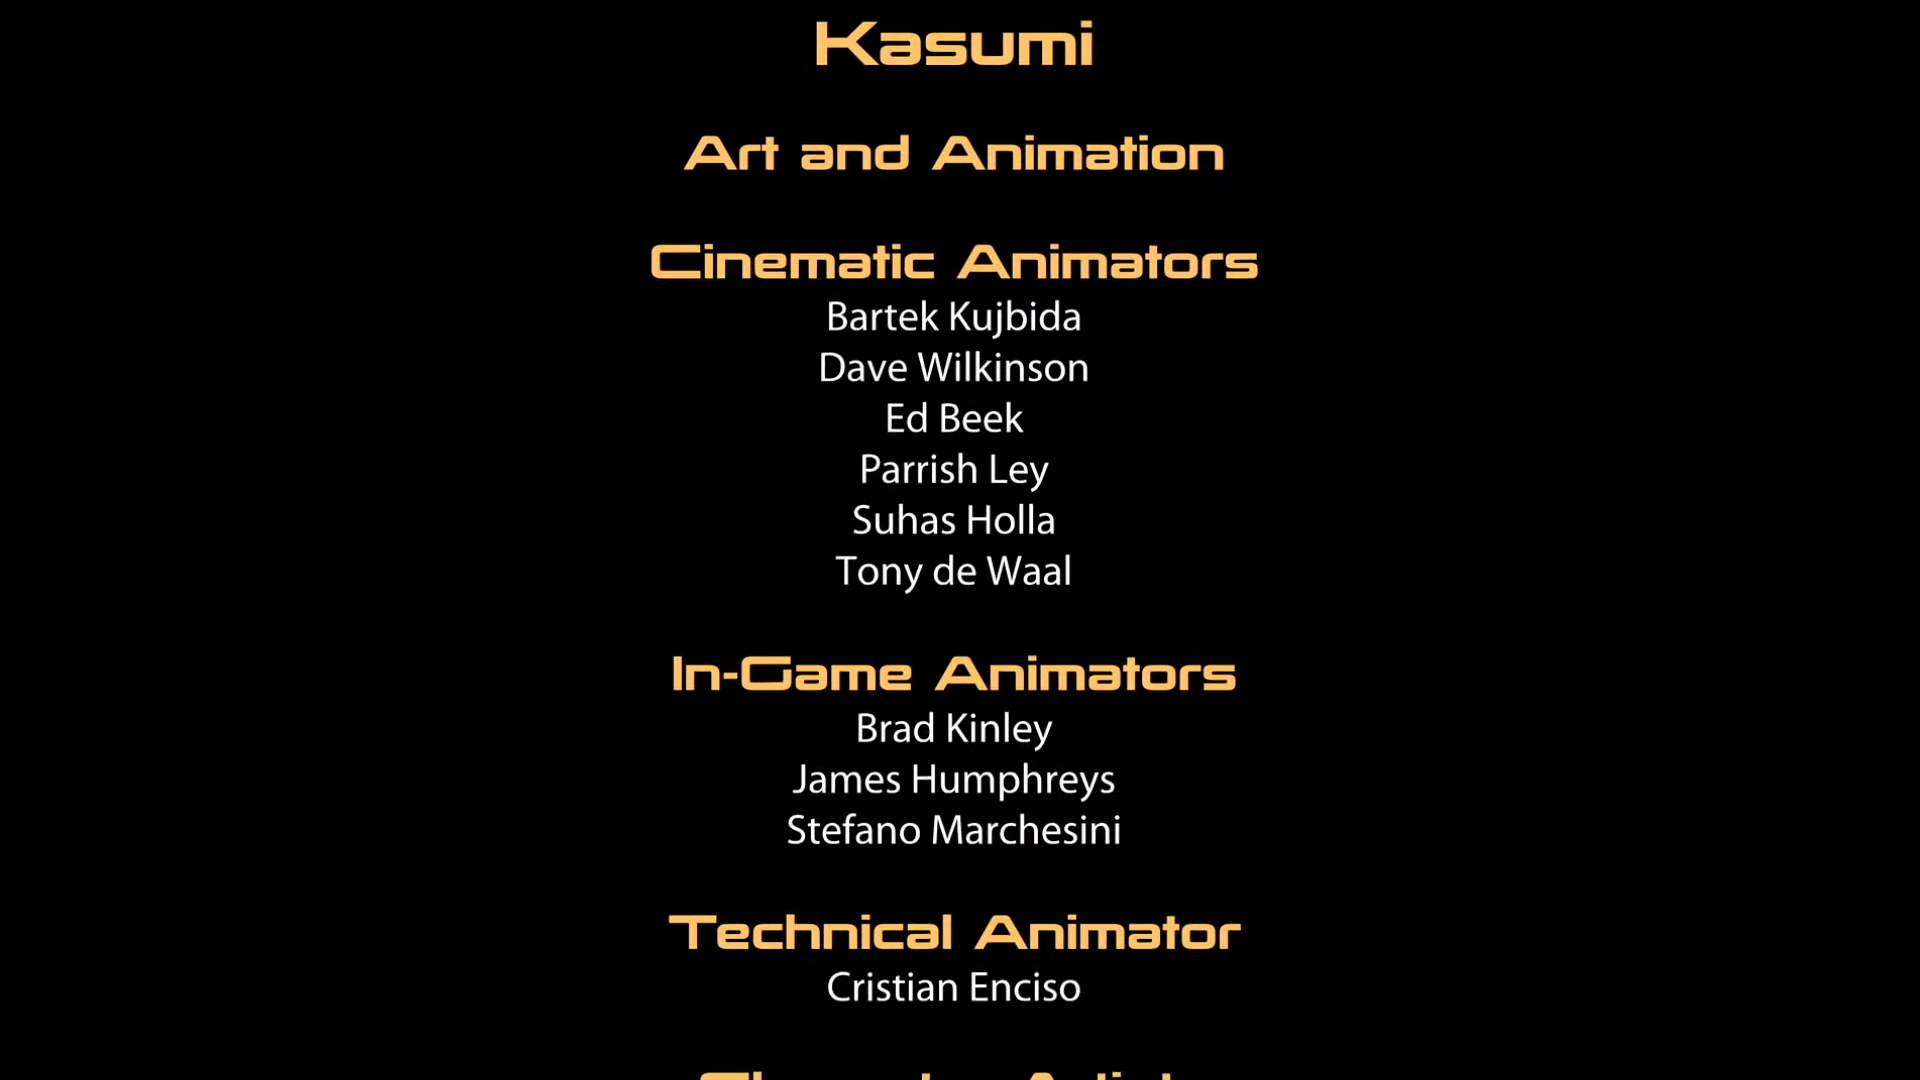 Kasumi
Art and Animation
Cinematic Animators
Bartek Kujbida
Dave Wilkinson
Ed Beek
Parrish Ley
Suhas Holla
Tony de Waal
In-Game Animators
Brad Kinley
James Humphreys
Stefano Marchesini
Technical Animator
Cristian Enciso